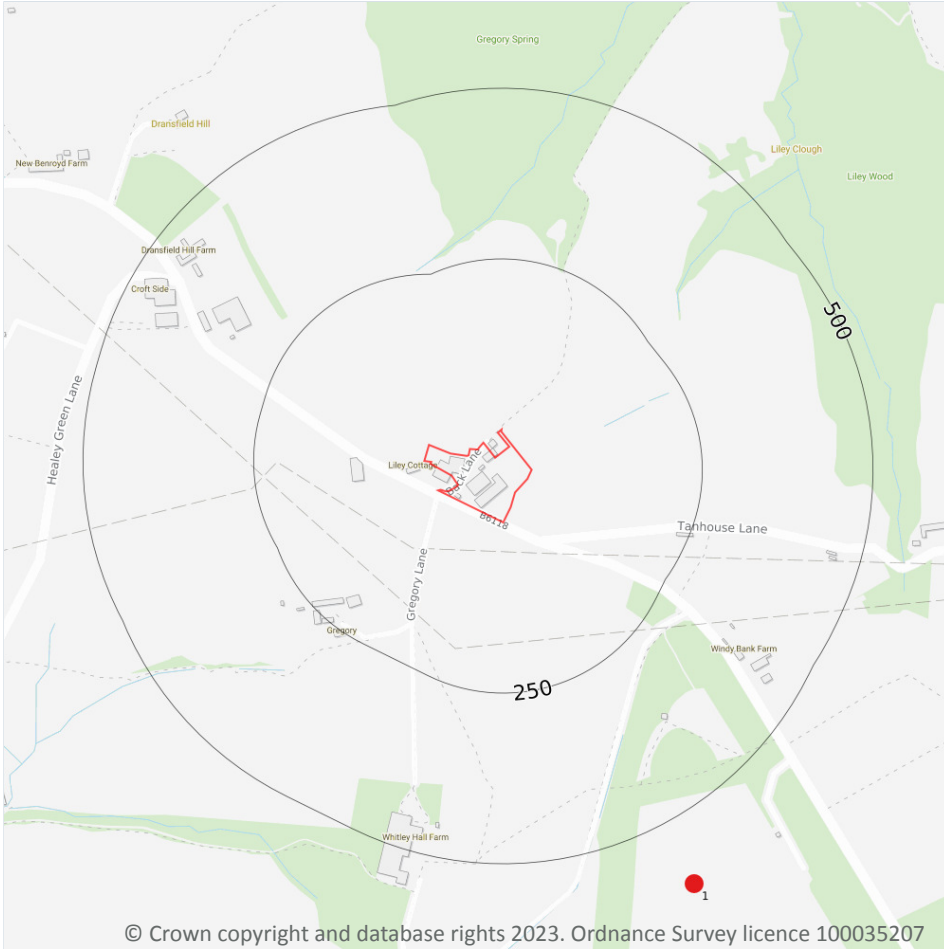 Gregory Spring
Dransfield Hill
Liley Clough
New Benroyd Farm
Liley Wood
Dransfield Hill Farm
Croft Side
500
Healey Green Lane
Liley Cottage
Back Lane
B6118
Tanhouse Lane
Gregory Lane
Gregory
Windy Bank Farm
250
Whitley Hall Farm
1
© Crown copyright and database rights 2023. Ordnance Survey licence 100035207